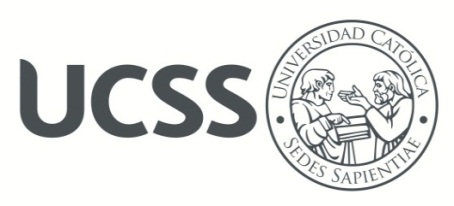 UCSS
UNIVERSIDAD CATÓLICA
SEDES SAPIENTIAE